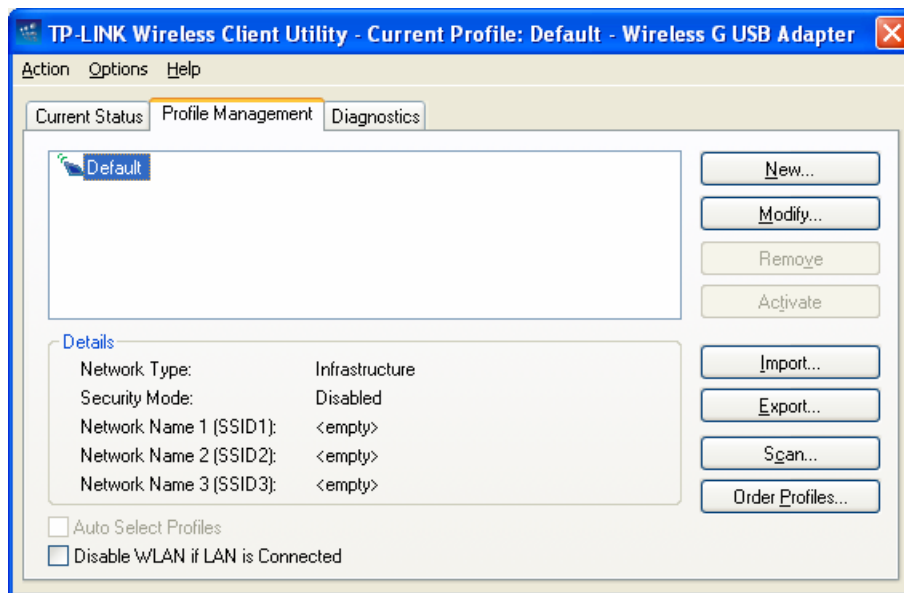 TP-LINK Wireless Client Utility - Current Profile: Default - Wireless G USB Adapter
Action Options Help
Current Status Profile Management Diagnostics
Default
New...
Modify...
Remove
Activate
Details
Network Type: Infrastructure
Security Mode: Disabled
Network Name 1 (SSID1): <empty>
Network Name 2 (SSID2): <empty>
Network Name 3 (SSID3): <empty>
Import...
Export...
Scan...
Order Profiles...
Auto Select Profiles
Disable WLAN if LAN is Connected